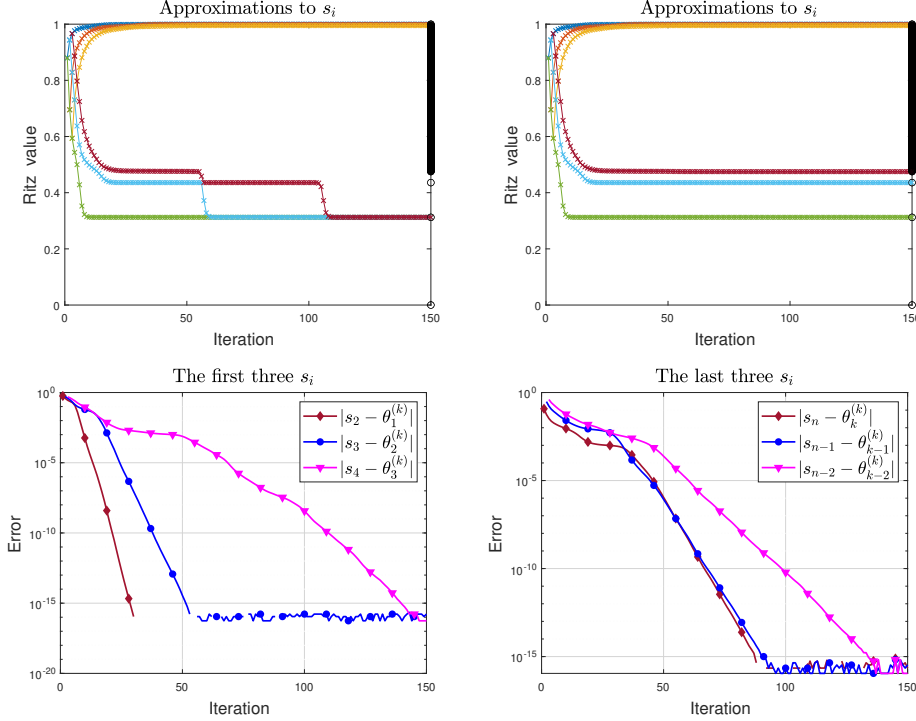 Approximations to $s_i$
Ritz value
1
0.8
0.6
0.4
0.2
0
0
50
100
150
Iteration
Approximations to $s_i$
Ritz value
1
0.8
0.6
0.4
0.2
0
0
50
100
150
Iteration
The first three $s_i$
Error
$10^{0}$
$10^{-5}$
$10^{-10}$
$10^{-15}$
$10^{-20}$
$|s_2 - \theta_1^{(k)}|$
$|s_3 - \theta_2^{(k)}|$
$|s_4 - \theta_3^{(k)}|$
0
50
100
150
Iteration
The last three $s_i$
Error
$10^{0}$
$10^{-5}$
$10^{-10}$
$10^{-15}$
$|s_n - \theta_k^{(k)}|$
$|s_{n-1} - \theta_{k-1}^{(k)}|$
$|s_{n-2} - \theta_{k-2}^{(k)}|$
0
50
100
150
Iteration